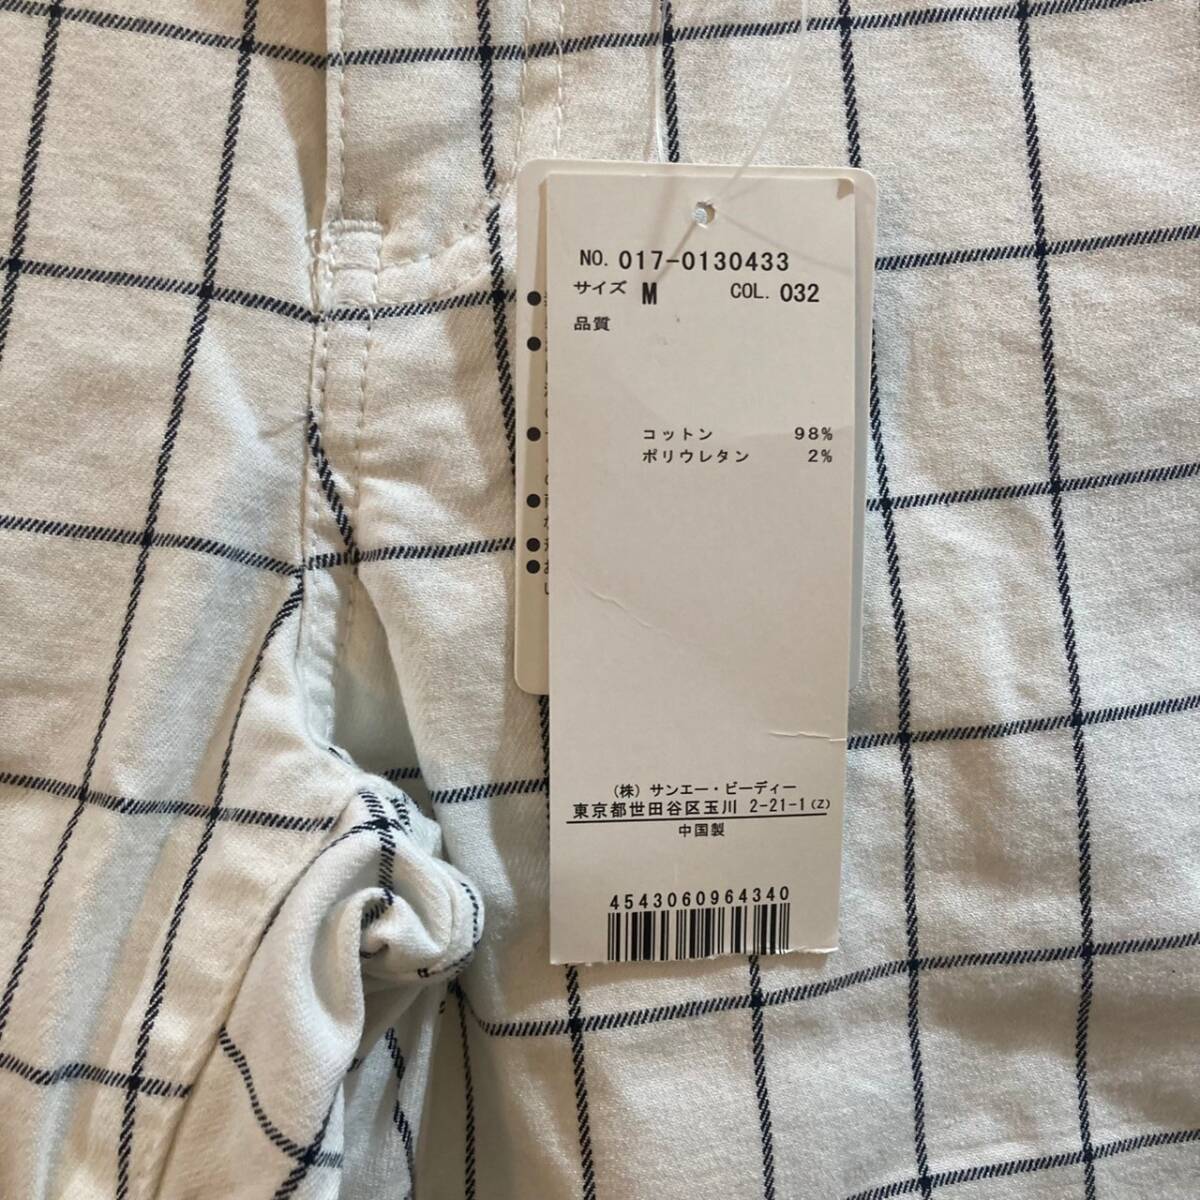 NO. 017-0130433
サイズ M COL. 032
品質
コットン 98%
ポリウレタン 2%
(株) サンエー・ビーディー
東京都世田谷区玉川 2-21-1(Z)
中国製
4543060964340